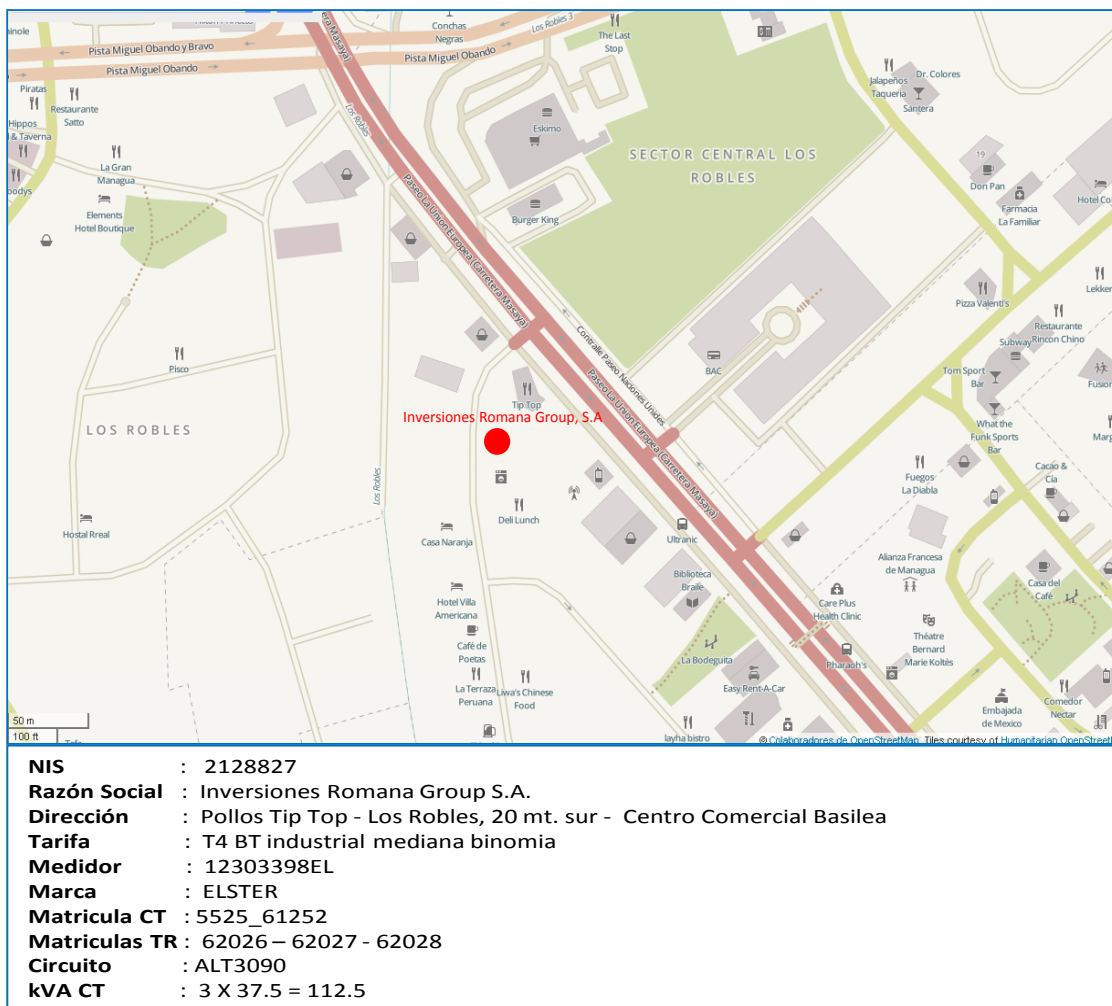 Conchas
Negras
Los Robles 3
The Last
Stop
Pista Miguel Obando y Bravo
Pista Miguel Obando
Piratas
Restaurante
Satto
Hippos
& Taverna
La Gran
Managua
Elements
Hotel Boutique
Los Robles
Eskimo
Burger King
SECTOR CENTRAL LOS
ROBLES
Jalapeños
Taqueria
Dr. Colores
Santera
19
Don Pan
Farmacia
La Familiar
Pizza Valenti's
Restaurante
Rincon Chino
Subway
Tom Sport
Bar
What the
Funk Sports
Bar
Paseo La Union Europea (Carretera Masaya)
Contralle Paseo Naciones Unides
BAC
Paseo La Union Europea (Carretera Masaya)
Pisco
LOS ROBLES
Los Robles
Tip Top
Inversiones Romana Group, S.A
Deli Lunch
Casa Naranja
Hostal Rreal
Ultranic
Fuegos
La Diabla
Cacao &
Cía
Alianza Francesa
de Managua
Casa del
Café
Biblioteca
Braile
Care Plus
Health Clinic
Hotel Villa
Americana
Café de
Poetas
La Terraza
Peruana
Liwa's Chinese
Food
La Bodeguita
Easy Rent-A-Car
Pharaoh's
Théatre
Bernard
Marie Koltès
Embajada
de Mexico
Comedor
Nectar
layha bistro
50 m
100 ft
© Colaboradores de OpenStreetMap, Tiles courtesy of Humanitarian OpenStreetM
NIS : 2128827
Razón Social : Inversiones Romana Group S.A.
Dirección : Pollos Tip Top - Los Robles, 20 mt. sur - Centro Comercial Basilea
Tarifa : T4 BT industrial mediana binomia
Medidor : 12303398EL
Marca : ELSTER
Matricula CT : 5525_61252
Matriculas TR : 62026 – 62027 - 62028
Circuito : ALT3090
kVA CT : 3 X 37.5 = 112.5